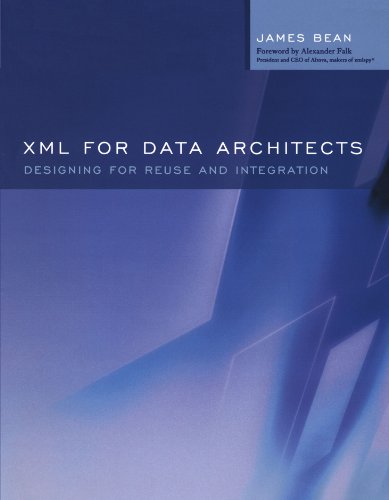 JAMES BEAN
Foreword by Alexander Falk
President and CEO of Altova, makers of xmlspy®
XML FOR DATA ARCHITECTS
DESIGNING FOR REUSE AND INTEGRATION